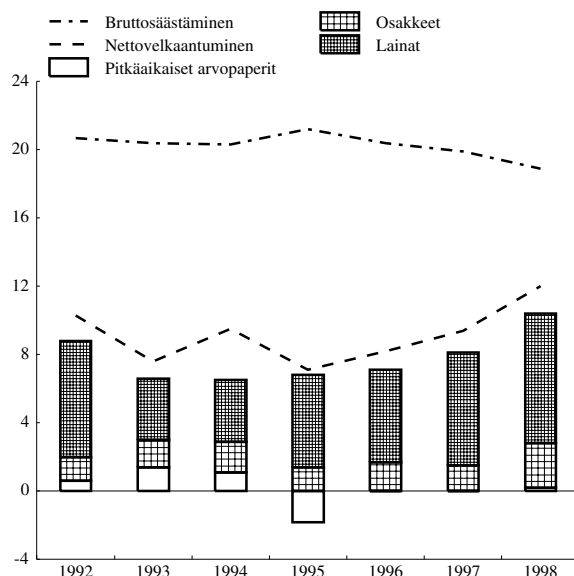 Bruttosäästäminen
Nettovelkaantuminen
Pitkäaikaiset arvopaperit
Osakkeet
Lainat
24
20
16
12
8
4
0
-4
1992 1993 1994 1995 1996 1997 1998